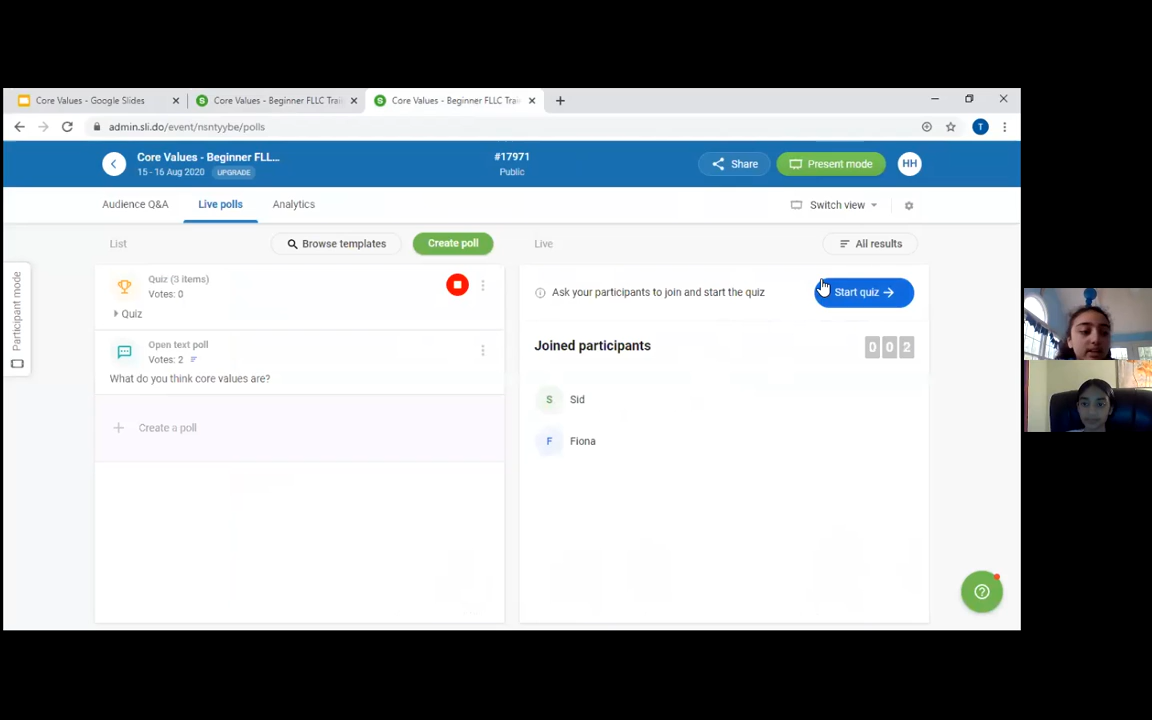 Core Values - Google Slides
Core Values - Beginner FLLC Trai
Core Values - Beginner FLLC Trai
admin.sli.do/event/nsntyybe/polls
T
Core Values - Beginner FLL...
15 - 16 Aug 2020 UPGRADE
#17971
Public
Share
Present mode
HH
Audience Q&A
Live polls
Analytics
Switch view
List
Browse templates
Create poll
Live
All results
Participant mode
Quiz (3 items)
Votes: 0
Quiz
Open text poll
Votes: 2
What do you think core values are?
Create a poll
Ask your participants to join and start the quiz
Start quiz
Joined participants
002
S Sid
F Fiona